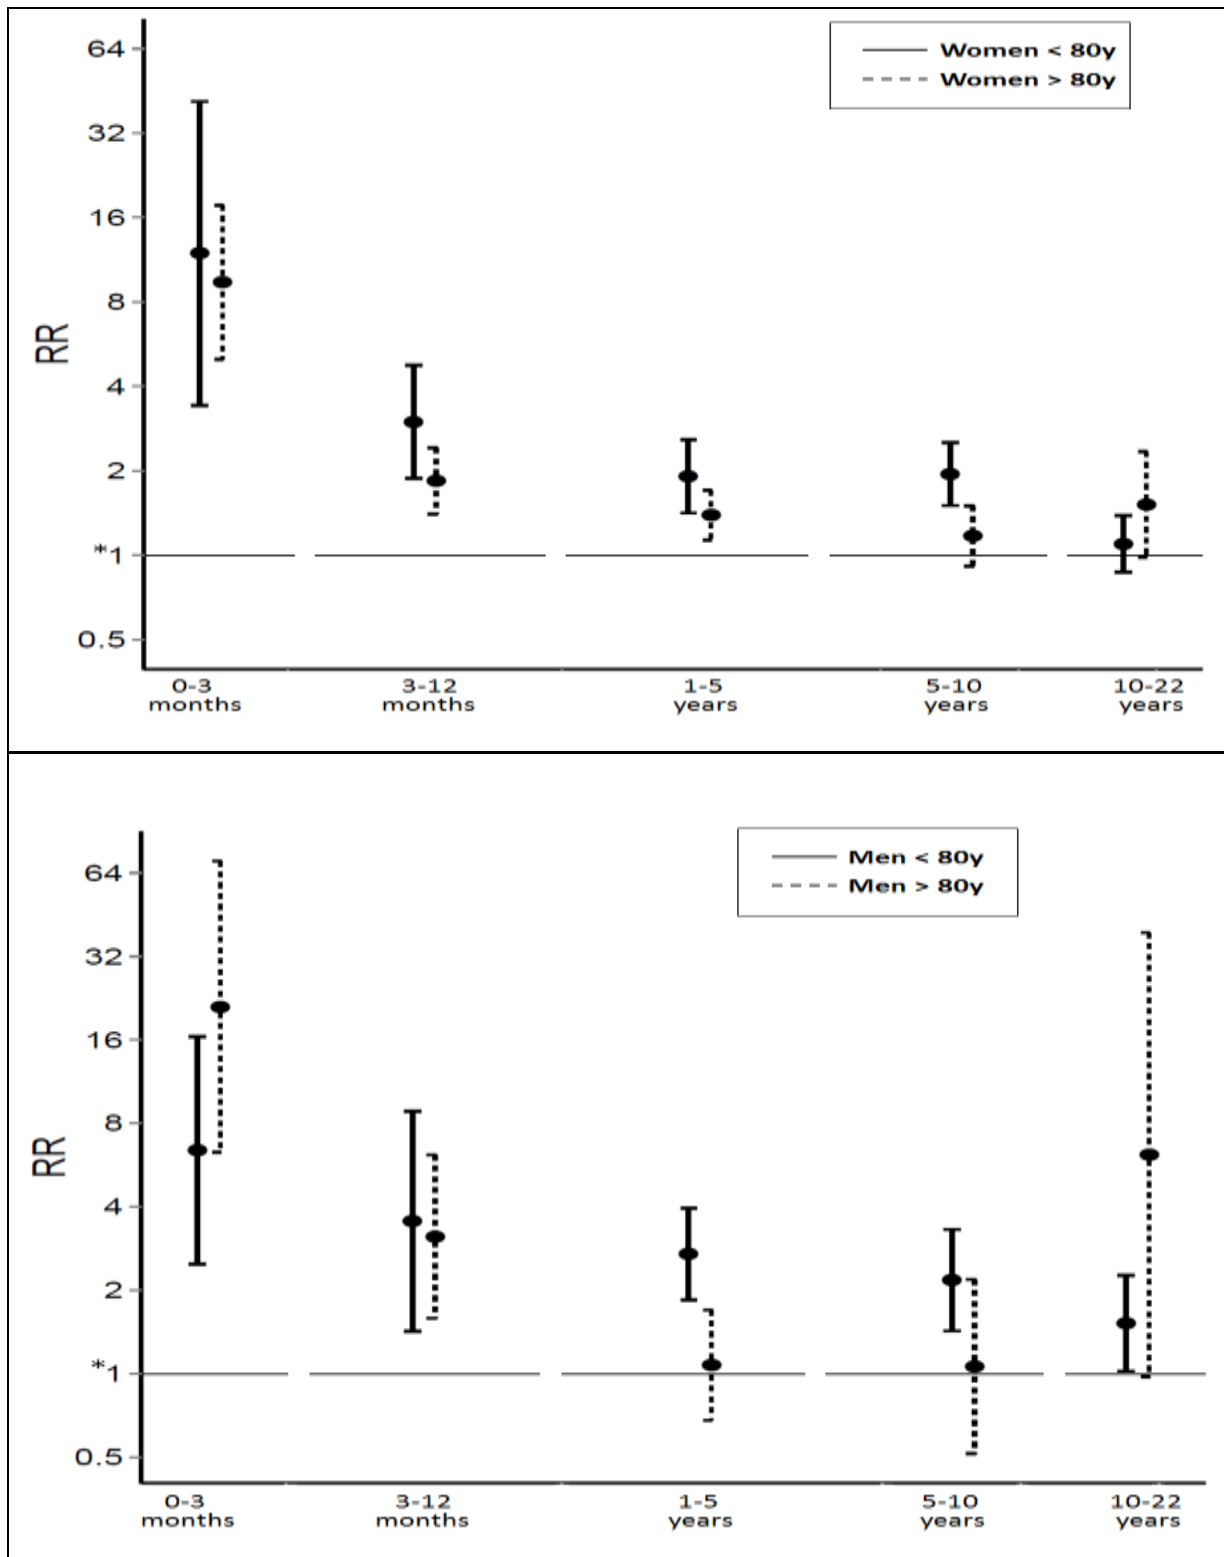 64
32
16
8
4
2
*1
0.5
RR
Women < 80y
Women > 80y
0-3
months
3-12
months
1-5
years
5-10
years
10-22
years
64
32
16
8
4
2
*1
0.5
RR
Men < 80y
Men > 80y
0-3
months
3-12
months
1-5
years
5-10
years
10-22
years